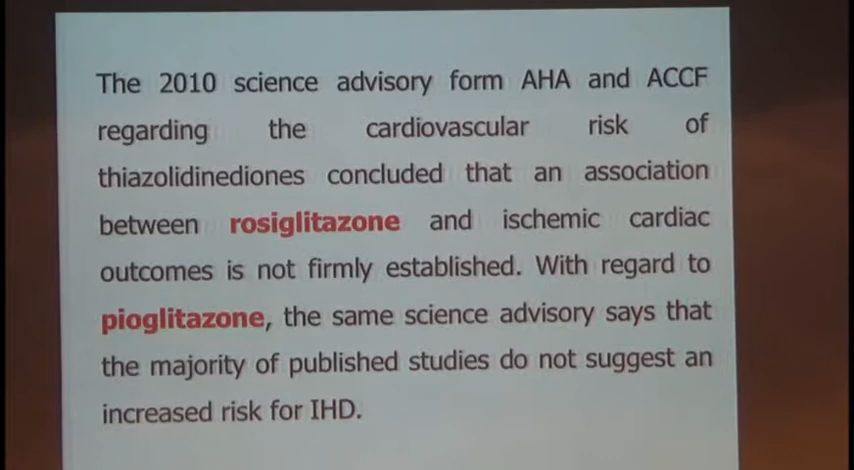 The 2010 science advisory form AHA and ACCF
regarding the cardiovascular risk of
thiazolidinediones concluded that an association
between rosiglitazone and ischemic cardiac
outcomes is not firmly established. With regard to
pioglitazone, the same science advisory says that
the majority of published studies do not suggest an
increased risk for IHD.